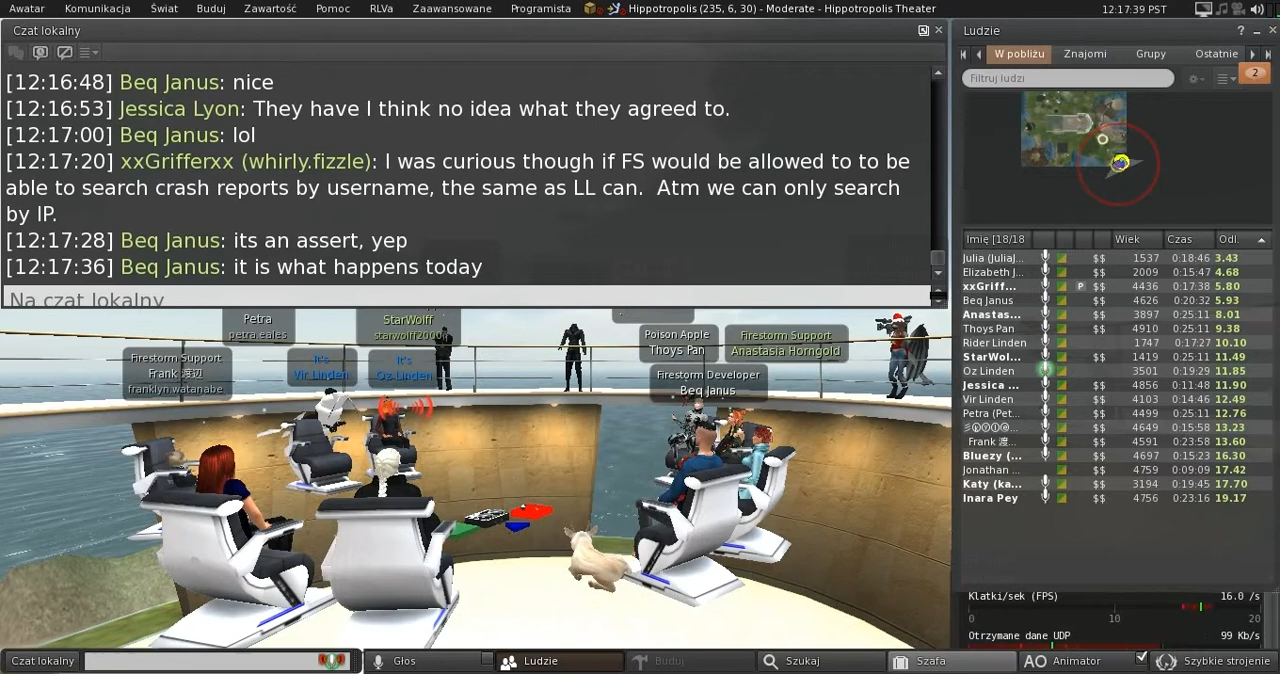 Awatar Komunikacja Świat Buduj Zawartość Pomoc RLVa Zaawansowane Programista Hippotropolis (235, 6, 30) - Moderate - Hippotropolis Theater 12:17:39 PST
Czat lokalny
[12:16:48] Beq Janus: nice
[12:16:53] Jessica Lyon: They have I think no idea what they agreed to.
[12:17:00] Beq Janus: lol
[12:17:20] xxGrifferxx (whirly.fizzle): I was curious though if FS would be allowed to to be
able to search crash reports by username, the same as LL can. Atm we can only search
by IP.
[12:17:28] Beq Janus: its an assert, yep
[12:17:36] Beq Janus: it is what happens today
Na czat lokalny
Petra
petra.eales
StarWolff
starwolff2000
Firestorm Support
Frank 渡辺
franklyn.watanabe
It's
Vir Linden
It's
Oz Linden
Poison Apple
Thoys Pan
Firestorm Support
Anastasia Horngold
Firestorm Developer
Beq Janus
Ludzie
W pobliżu Znajomi Grupy Ostatnie
Filtruj ludzi
2
Imię [18/18 Wiek Czas Odl.
Julia (JuliaJ... $$ 1537 0:18:46 3.43
Elizabeth J... $$ 2009 0:15:47 4.68
xxGriff... P $$ 4436 0:17:38 5.80
Beq Janus $$ 4626 0:20:32 5.93
Anastas... $$ 3897 0:25:11 8.01
Thoys Pan $$ 4910 0:25:11 9.38
Rider Linden $$ 1747 0:17:27 10.10
StarWol... $$ 1419 0:25:11 11.49
Oz Linden $$ 3501 0:19:29 11.85
Jessica ... $$ 4856 0:11:48 11.90
Vir Linden $$ 4103 0:14:46 12.49
Petra (Pet... $$ 4499 0:25:11 12.76
$$ 4649 0:15:58 13.23
Frank 渡... $$ 4591 0:23:58 13.60
Bluezy (... $$ 4697 0:15:23 16.30
Jonathan ... $$ 4759 0:09:09 17.42
Katy (ka... $$ 3194 0:19:45 17.70
Inara Pey $$ 4756 0:23:16 19.17
Klatki/sek (FPS) 16.0 /s
0 10 20
Otrzymane dane UDP 99 Kb/s
Czat lokalny Głos Ludzie Buduj Szukaj Szafa AO Animator Szybkie strojenie